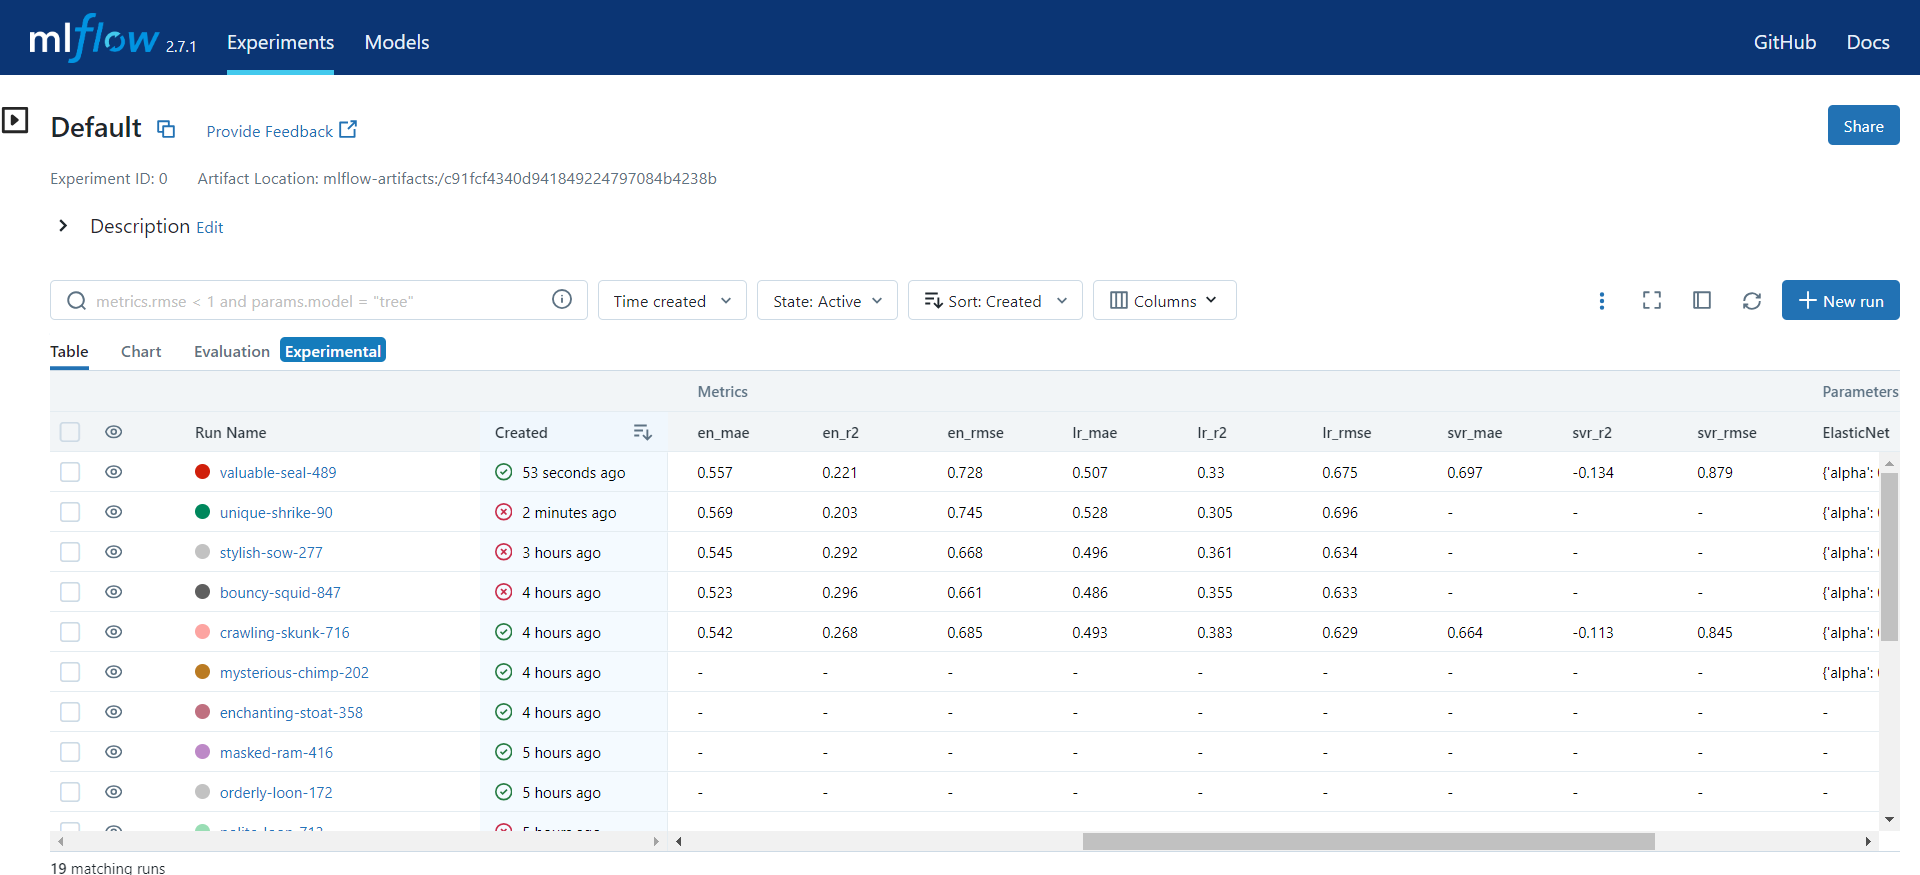 mlflow 2.7.1 Experiments Models GitHub Docs
Default Provide Feedback Share
Experiment ID: 0 Artifact Location: mlflow-artifacts:/c91fcf4340d941849224797084b4238b
Description Edit
metrics.rmse < 1 and params.model = "tree" Time created State: Active Sort: Created Columns New run
Table Chart Evaluation Experimental
Metrics Parameters
Run Name Created en_mae en_r2 en_rmse lr_mae lr_r2 lr_rmse svr_mae svr_r2 svr_rmse ElasticNet
valuable-seal-489 53 seconds ago 0.557 0.221 0.728 0.507 0.33 0.675 0.697 -0.134 0.879 {'alpha':
unique-shrike-90 2 minutes ago 0.569 0.203 0.745 0.528 0.305 0.696 - - - {'alpha':
stylish-sow-277 3 hours ago 0.545 0.292 0.668 0.496 0.361 0.634 - - - {'alpha':
bouncy-squid-847 4 hours ago 0.523 0.296 0.661 0.486 0.355 0.633 - - - {'alpha':
crawling-skunk-716 4 hours ago 0.542 0.268 0.685 0.493 0.383 0.629 0.664 -0.113 0.845 {'alpha':
mysterious-chimp-202 4 hours ago - - - - - - - - - {'alpha':
enchanting-stoat-358 4 hours ago - - - - - - - - - -
masked-ram-416 5 hours ago - - - - - - - - - -
orderly-loon-172 5 hours ago - - - - - - - - - -
5 hours ago
19 matching runs